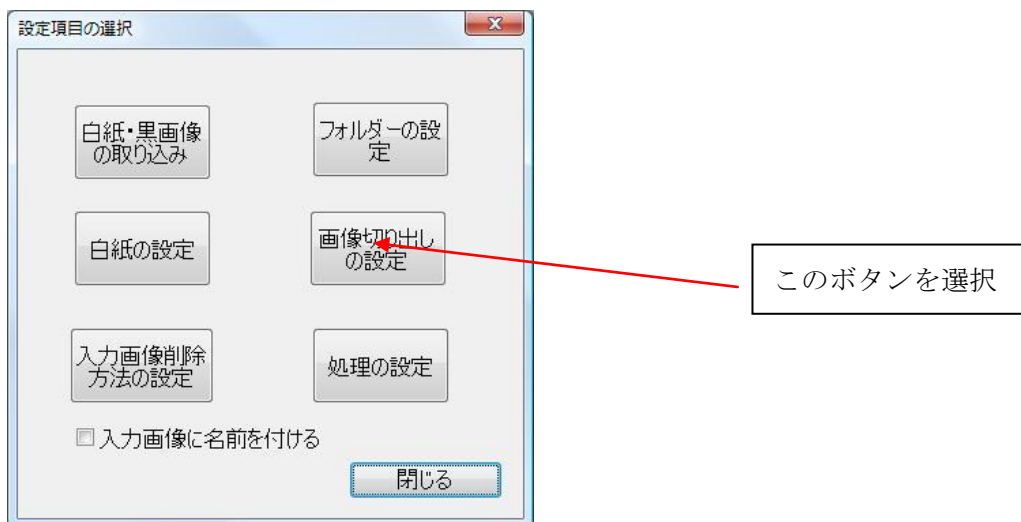 設定項目の選択
白紙・黒画像
の取り込み
フォルダーの設
定
白紙の設定
画像切り出し
の設定
このボタンを選択
入力画像削除
方法の設定
処理の設定
入力画像に名前を付ける
閉じる